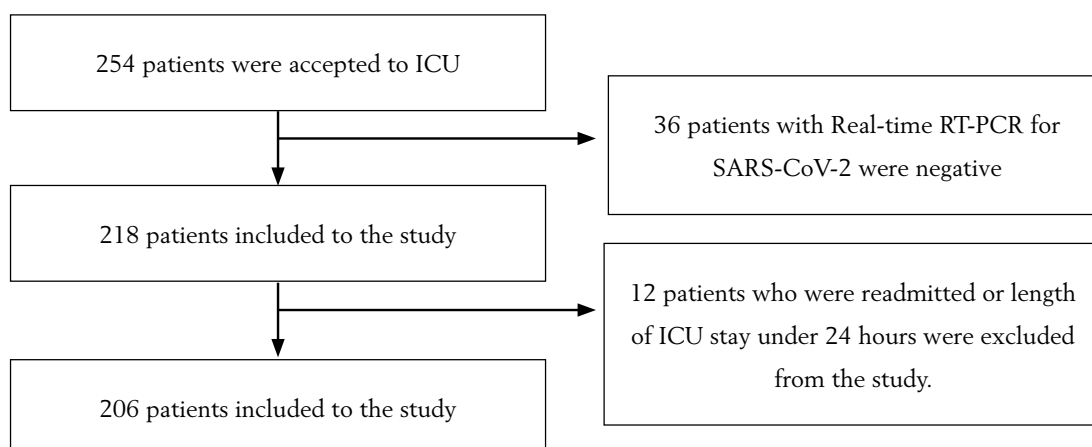 254 patients were accepted to ICU
36 patients with Real-time RT-PCR for
SARS-CoV-2 were negative
218 patients included to the study
12 patients who were readmitted or length
of ICU stay under 24 hours were excluded
from the study.
206 patients included to the study